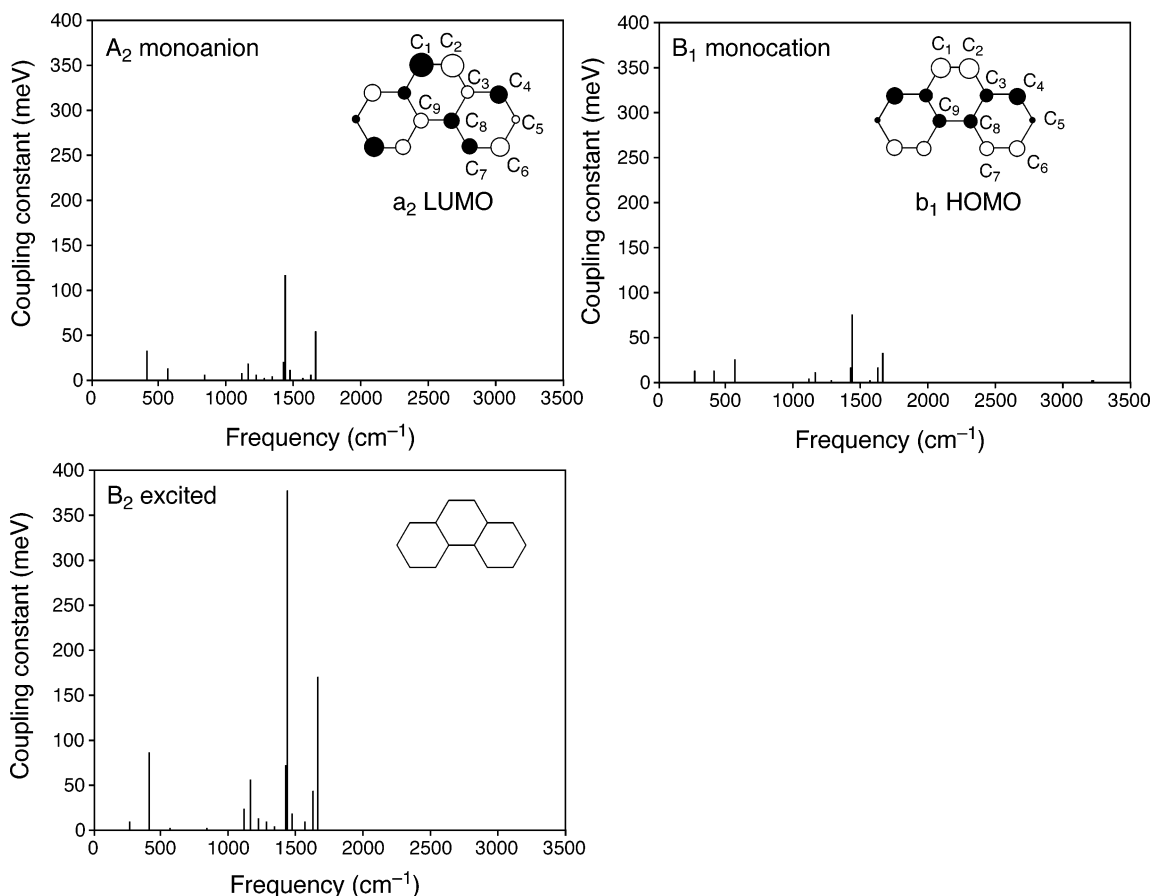 A₂ monoanion
Coupling constant (meV)
400
350
300
250
200
150
100
50
0
C₁
C₂
C₃
C₄
C₅
C₆
C₇
C₈
C₉
a₂ LUMO
0 500 1000 1500 2000 2500 3000 3500
Frequency (cm⁻¹)
B₁ monocation
Coupling constant (meV)
400
350
300
250
200
150
100
50
0
C₁
C₂
C₃
C₄
C₅
C₆
C₇
C₈
C₉
b₁ HOMO
0 500 1000 1500 2000 2500 3000 3500
Frequency (cm⁻¹)
B₂ excited
Coupling constant (meV)
400
350
300
250
200
150
100
50
0
0 500 1000 1500 2000 2500 3000 3500
Frequency (cm⁻¹)